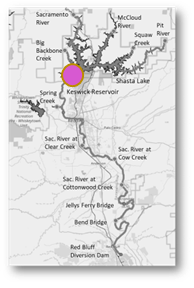 Sacramento
River
McCloud
River
Pit
River
Squaw
Creek
Big
Backbone
Creek
Shasta Lake
Keswick Reservoir
Spring
Creek
National
Recreation
Sac. River at
Clear Creek
Sac. River at
Cow Creek
Sac. River at
Cottonwood Creek
Jellys Ferry Bridge
Bend Bridge
Red Bluff
Diversion Dam